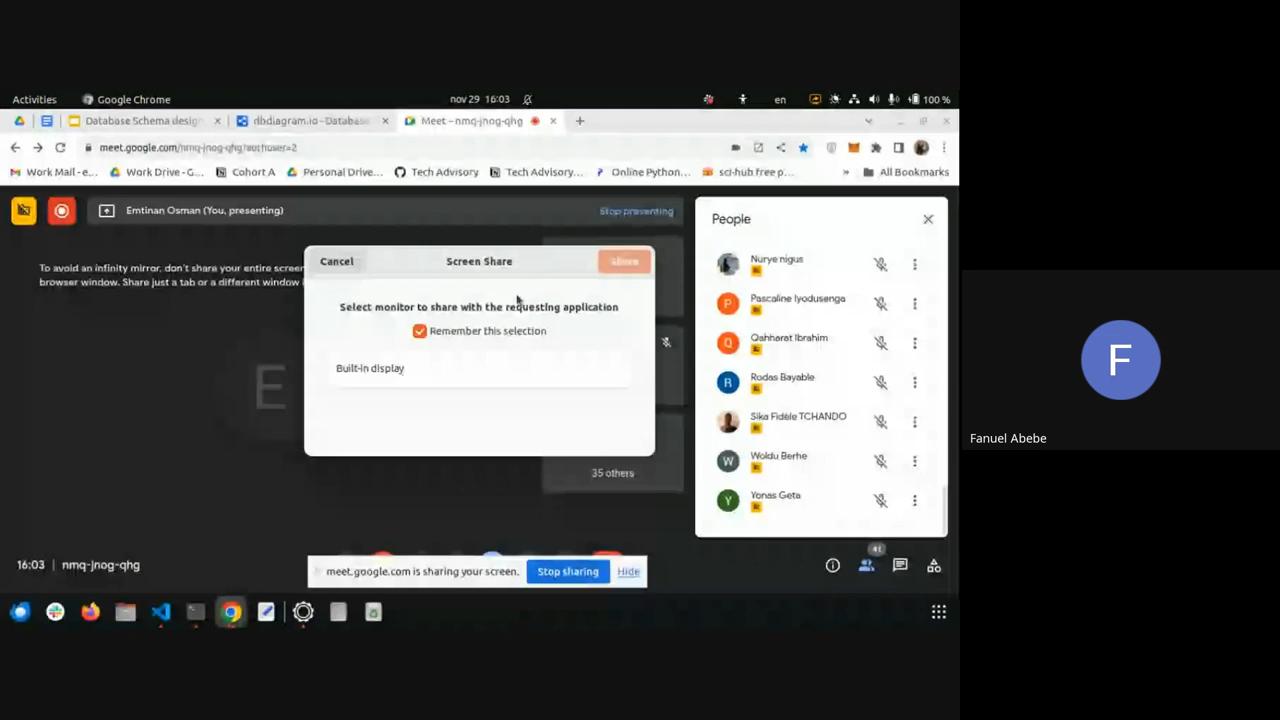 Activities
Google Chrome
nov 29 16:03
en
100 %
Database Schema desig
dbdiagram.io - Database
Meet – nmq-jnog-qhg
meet.google.com/nmq-jnog-qhg?authuser=2
Work Mail - e...
Work Drive - G...
Cohort A
Personal Drive...
Tech Advisory
Tech Advisory...
Online Python...
sci-hub free p...
»
All Bookmarks
Emtinan Osman (You, presenting)
Stop presenting
To avoid an infinity mirror, don't share your entire screen
browser window. Share just a tab or a different window
E
35 others
Cancel
Screen Share
Share
Select monitor to share with the requesting application
Remember this selection
Built-in display
People
Nurye nigus
P
Pascaline Iyodusenga
Q
Qahharat Ibrahim
R
Rodas Bayable
Sika Fidèle TCHANDO
W
Woldu Berhe
Y
Yonas Geta
F
Fanuel Abebe
16:03 | nmq-jnog-qhg
meet.google.com is sharing your screen.
Stop sharing
Hide
41